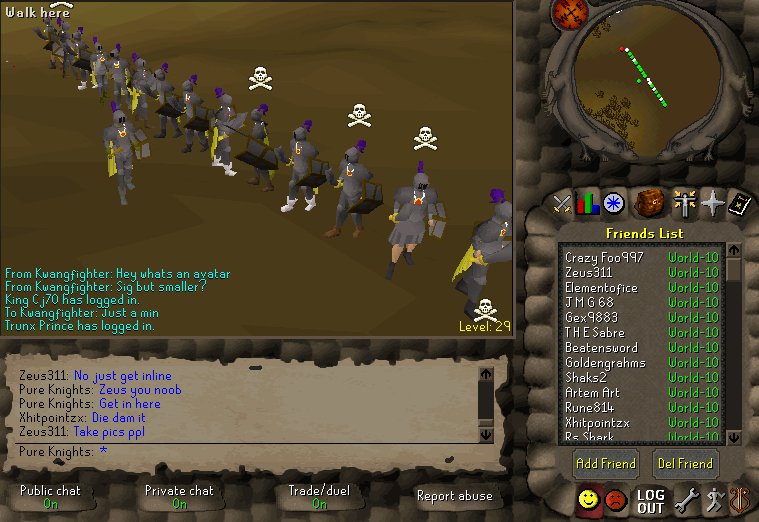 Walk here
From Kwangfighter: Hey whats an avatar
From Kwangfighter: Sig but smaller?
King Cj70 has logged in.
To Kwangfighter: Just a min
Trunx Prince has logged in.
Level: 29
Zeus311: No just get inline
Pure Knights: Zeus you noob
Pure Knights: Get in here
Xhitpointzx: Die dam it
Zeus311: Take pics ppl
Pure Knights: *
Public chat
On
Private chat
On
Trade/duel
On
Report abuse
Friends List
Crazy Foo997 World-10
Zeus311 World-10
Elementofice World-10
J M G 68 World-10
Gex9883 World-10
T H E Sabre World-10
Beatensword World-10
Goldengrahms World-10
Shaks2 World-10
Artem Art World-10
Rune814 World-10
Xhitpointzx World-10
Rs Shark World-10
Add Friend
Del Friend
LOG
OUT